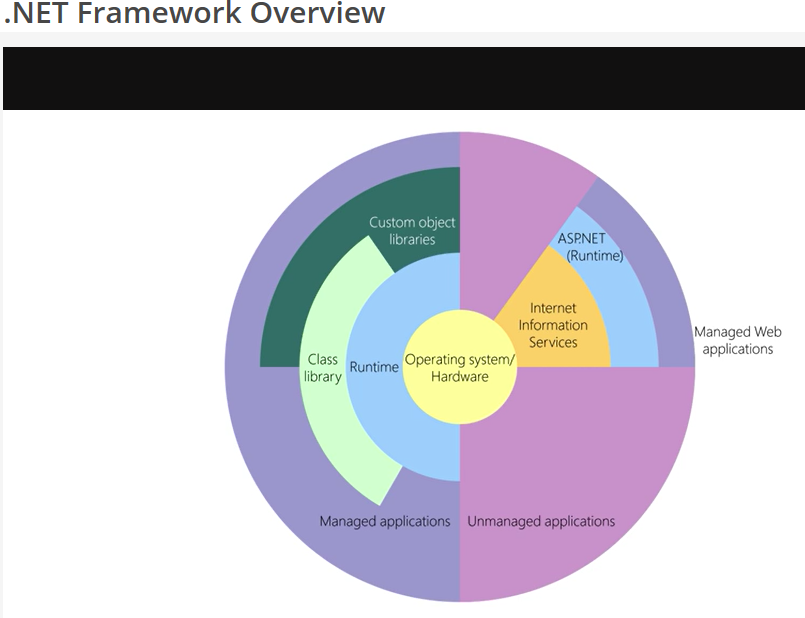 .NET Framework Overview
Custom object
libraries
ASP.NET
(Runtime)
Internet
Information
Services
Managed Web
applications
Class
library
Runtime
Operating system/
Hardware
Managed applications
Unmanaged applications